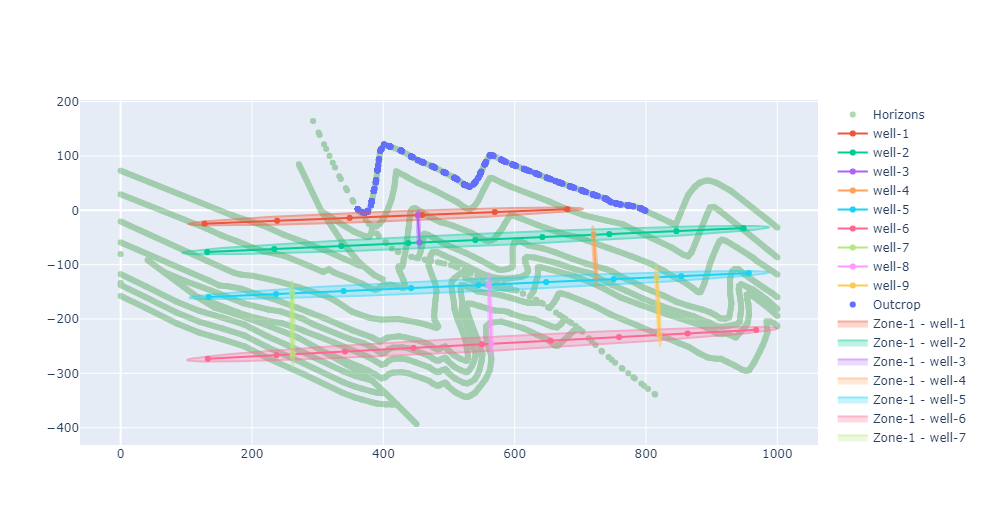 200
100
0
−100
−200
−300
−400
0
200
400
600
800
1000
Horizons
well-1
well-2
well-3
well-4
well-5
well-6
well-7
well-8
well-9
Outcrop
Zone-1 - well-1
Zone-1 - well-2
Zone-1 - well-3
Zone-1 - well-4
Zone-1 - well-5
Zone-1 - well-6
Zone-1 - well-7